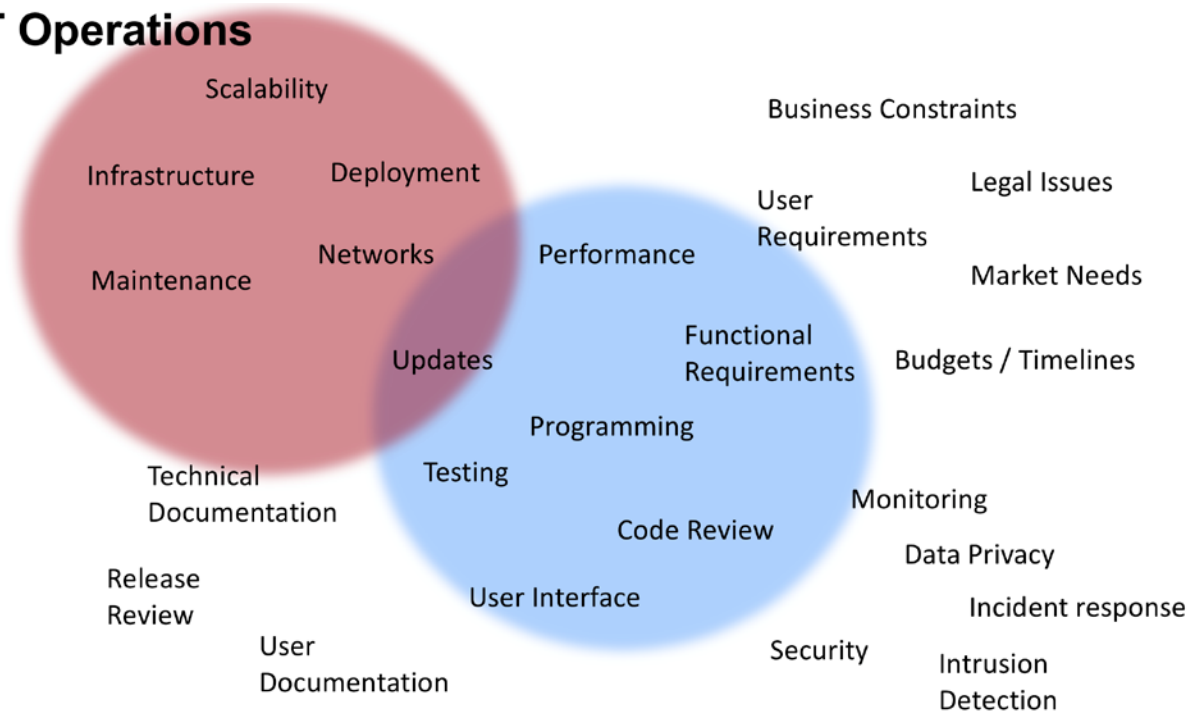 Operations
Scalability
Business Constraints
Infrastructure
Deployment
Legal Issues
User
Requirements
Networks
Performance
Maintenance
Market Needs
Functional
Requirements
Updates
Budgets / Timelines
Programming
Testing
Technical
Documentation
Monitoring
Code Review
Data Privacy
Release
Review
User Interface
Incident response
User
Documentation
Security
Intrusion
Detection